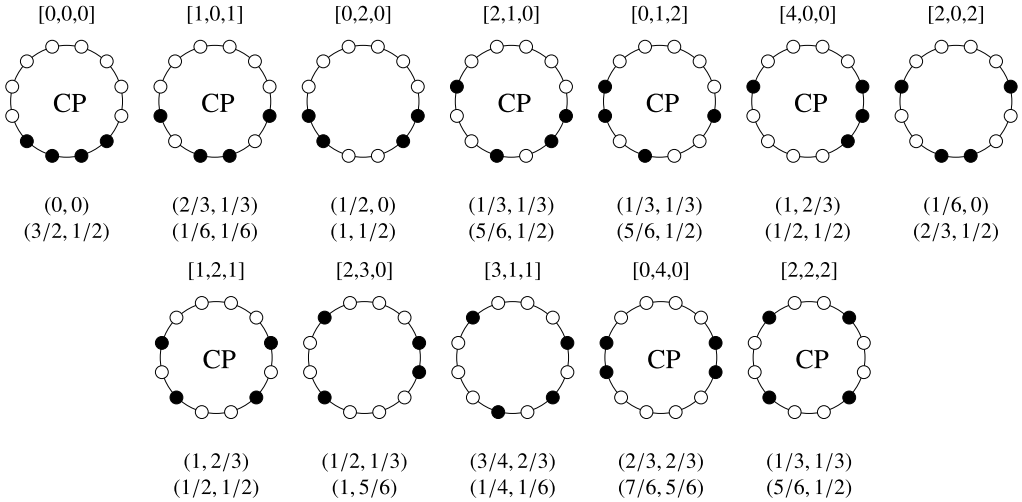 [0,0,0] [1,0,1] [0,2,0] [2,1,0] [0,1,2] [4,0,0] [2,0,2]
CP CP CP CP CP
(0, 0) (2/3, 1/3) (1/2, 0) (1/3, 1/3) (1/3, 1/3) (1, 2/3) (1/6, 0)
(3/2, 1/2) (1/6, 1/6) (1, 1/2) (5/6, 1/2) (5/6, 1/2) (1/2, 1/2) (2/3, 1/2)
[1,2,1] [2,3,0] [3,1,1] [0,4,0] [2,2,2]
CP CP CP
(1, 2/3) (1/2, 1/3) (3/4, 2/3) (2/3, 2/3) (1/3, 1/3)
(1/2, 1/2) (1, 5/6) (1/4, 1/6) (7/6, 5/6) (5/6, 1/2)